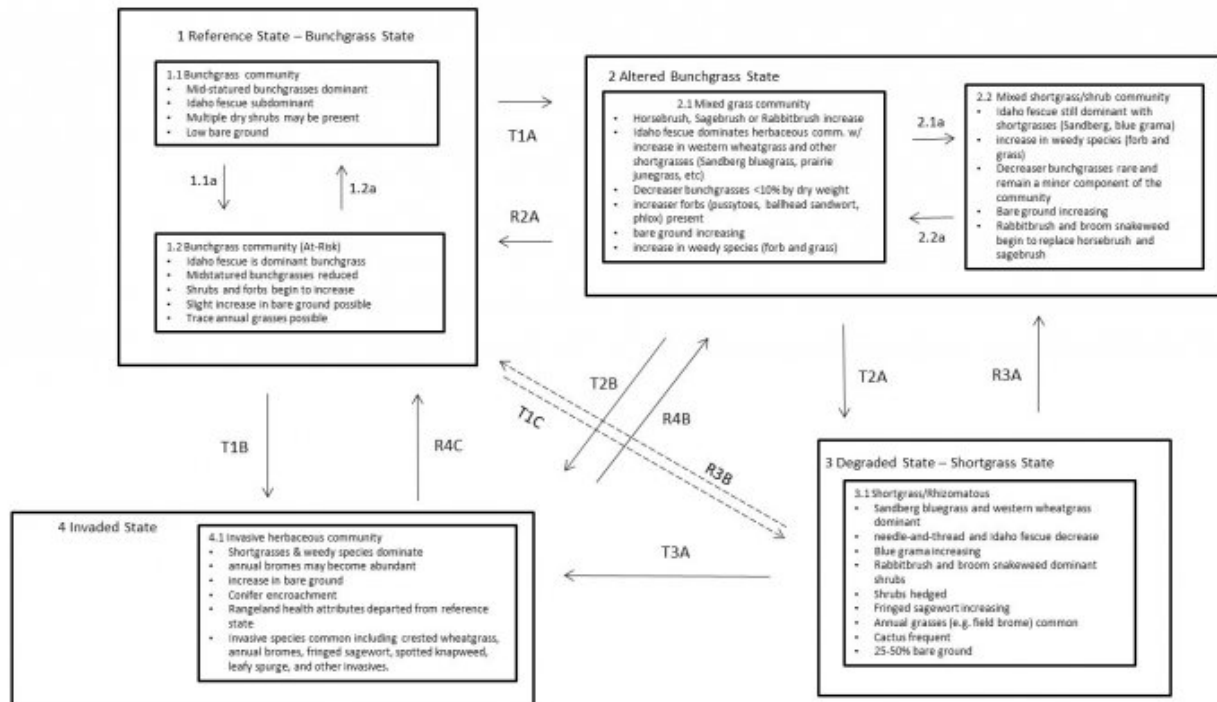 1 Reference State – Bunchgrass State
1.1 Bunchgrass community
• Mid-statured bunchgrasses dominant
• Idaho fescue subdominant
• Multiple dry shrubs may be present
• Low bare ground
1.1a
1.2a
1.2 Bunchgrass community (At-Risk)
• Idaho fescue is dominant bunchgrass
• Midstatured bunchgrasses reduced
• Shrubs and forbs begin to increase
• Slight increase in bare ground possible
• Trace annual grasses possible
T1A
R2A
2 Altered Bunchgrass State
2.1 Mixed grass community
• Horsebrush, Sagebrush or Rabbitbrush increase
• Idaho fescue dominates herbaceous comm. w/
increase in western wheatgrass and other
shortgrasses (Sandberg bluegrass, prairie
junegrass, etc)
• Decreaser bunchgrasses <10% by dry weight
• increaser forbs (pussytoes, ballhead sandwort,
phlox) present
• bare ground increasing
• increase in weedy species (forb and grass)
2.1a
2.2a
2.2 Mixed shortgrass/shrub community
• Idaho fescue still dominant with
shortgrasses (Sandberg, blue grama)
• increase in weedy species (forb and
grass)
• Decreaser bunchgrasses rare and
remain a minor component of the
community
• Bare ground increasing
• Rabbitbrush and broom snakeweed
begin to replace horsebrush and
sagebrush
T1B
R4C
T2B
R4B
T1C
R3B
T2A
R3A
T3A
4 Invaded State
4.1 Invasive herbaceous community
• Shortgrasses & weedy species dominate
• annual bromes may become abundant
• increase in bare ground
• Conifer encroachment
• Rangeland health attributes departed from reference
state
• Invasive species common including crested wheatgrass,
annual bromes, fringed sagewort, spotted knapweed,
leafy spurge, and other invasives.
3 Degraded State – Shortgrass State
3.1 Shortgrass/Rhizomatous
• Sandberg bluegrass and western wheatgrass
dominant
• needle-and-thread and Idaho fescue decrease
• Blue grama increasing
• Rabbitbrush and broom snakeweed dominant
shrubs
• Shrubs hedged
• Fringed sagewort increasing
• Annual grasses (e.g. field brome) common
• Cactus frequent
• 25-50% bare ground